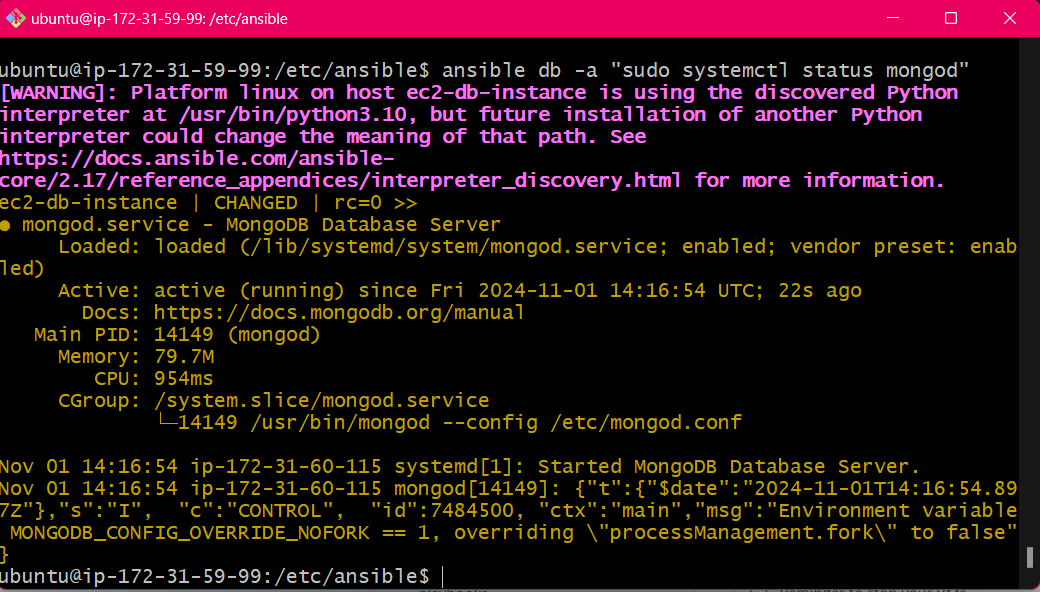 ubuntu@ip-172-31-59-99: /etc/ansible
ubuntu@ip-172-31-59-99:/etc/ansible$ ansible db -a "sudo systemctl status mongod"
[WARNING]: Platform linux on host ec2-db-instance is using the discovered Python
interpreter at /usr/bin/python3.10, but future installation of another Python
interpreter could change the meaning of that path. See
https://docs.ansible.com/ansible-
core/2.17/reference_appendices/interpreter_discovery.html for more information.
ec2-db-instance | CHANGED | rc=0 >>
● mongod.service - MongoDB Database Server
Loaded: loaded (/lib/systemd/system/mongod.service; enabled; vendor preset: enab
led)
Active: active (running) since Fri 2024-11-01 14:16:54 UTC; 22s ago
Docs: https://docs.mongodb.org/manual
Main PID: 14149 (mongod)
Memory: 79.7M
CPU: 954ms
CGroup: /system.slice/mongod.service
└─14149 /usr/bin/mongod --config /etc/mongod.conf
Nov 01 14:16:54 ip-172-31-60-115 systemd[1]: Started MongoDB Database Server.
Nov 01 14:16:54 ip-172-31-60-115 mongod[14149]: {"t":{"$date":"2024-11-01T14:16:54.89
7Z"},"s":"I",  "c":"CONTROL",  "id":7484500, "ctx":"main","msg":"Environment variable
MONGODB_CONFIG_OVERRIDE_NOFORK == 1, overriding \"processManagement.fork\" to false"
}
ubuntu@ip-172-31-59-99:/etc/ansible$